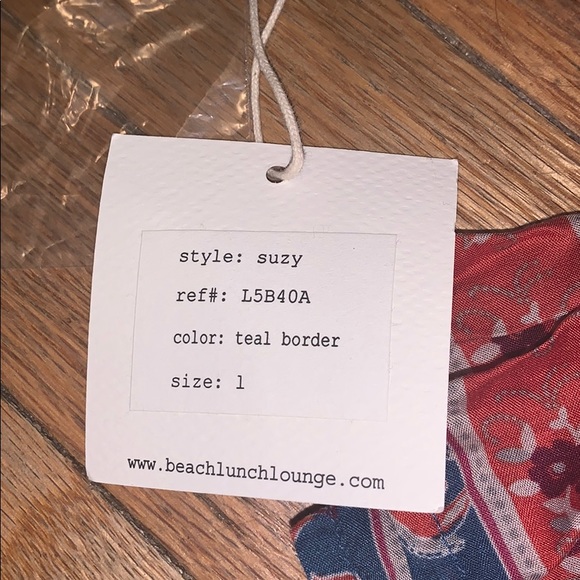 style: suzy
ref#: L5B40A
color: teal border
size: l
www.beachlunchlounge.com